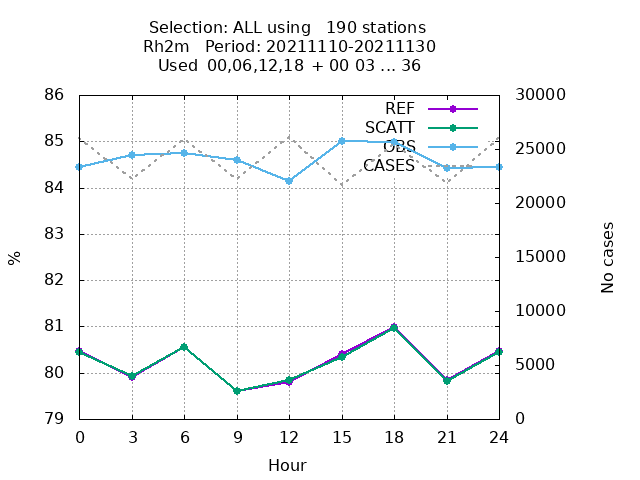 Selection: ALL using 190 stations
Rh2m Period: 20211110-20211130
Used 00,06,12,18 + 00 03 ... 36
86 30000
REF
SCATT
85 OBS 25000
CASES
84
20000
83
% 15000 No cases
82
81 10000
80 5000
79 0
0 3 6 9 12 15 18 21 24
Hour